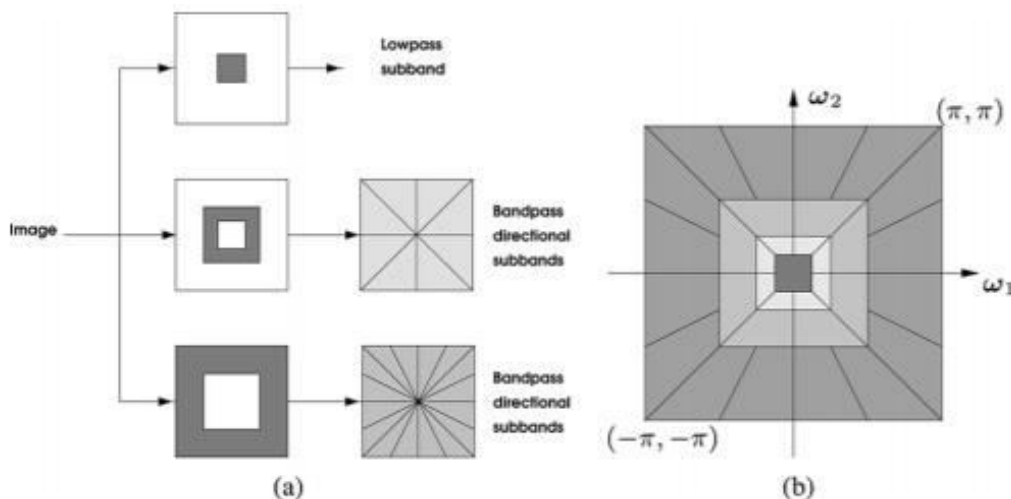 Lowpass
subband
Image
Bandpass
directional
subbands
Bandpass
directional
subbands
(a)
ω₂
(π, π)
ω₁
(−π, −π)
(b)